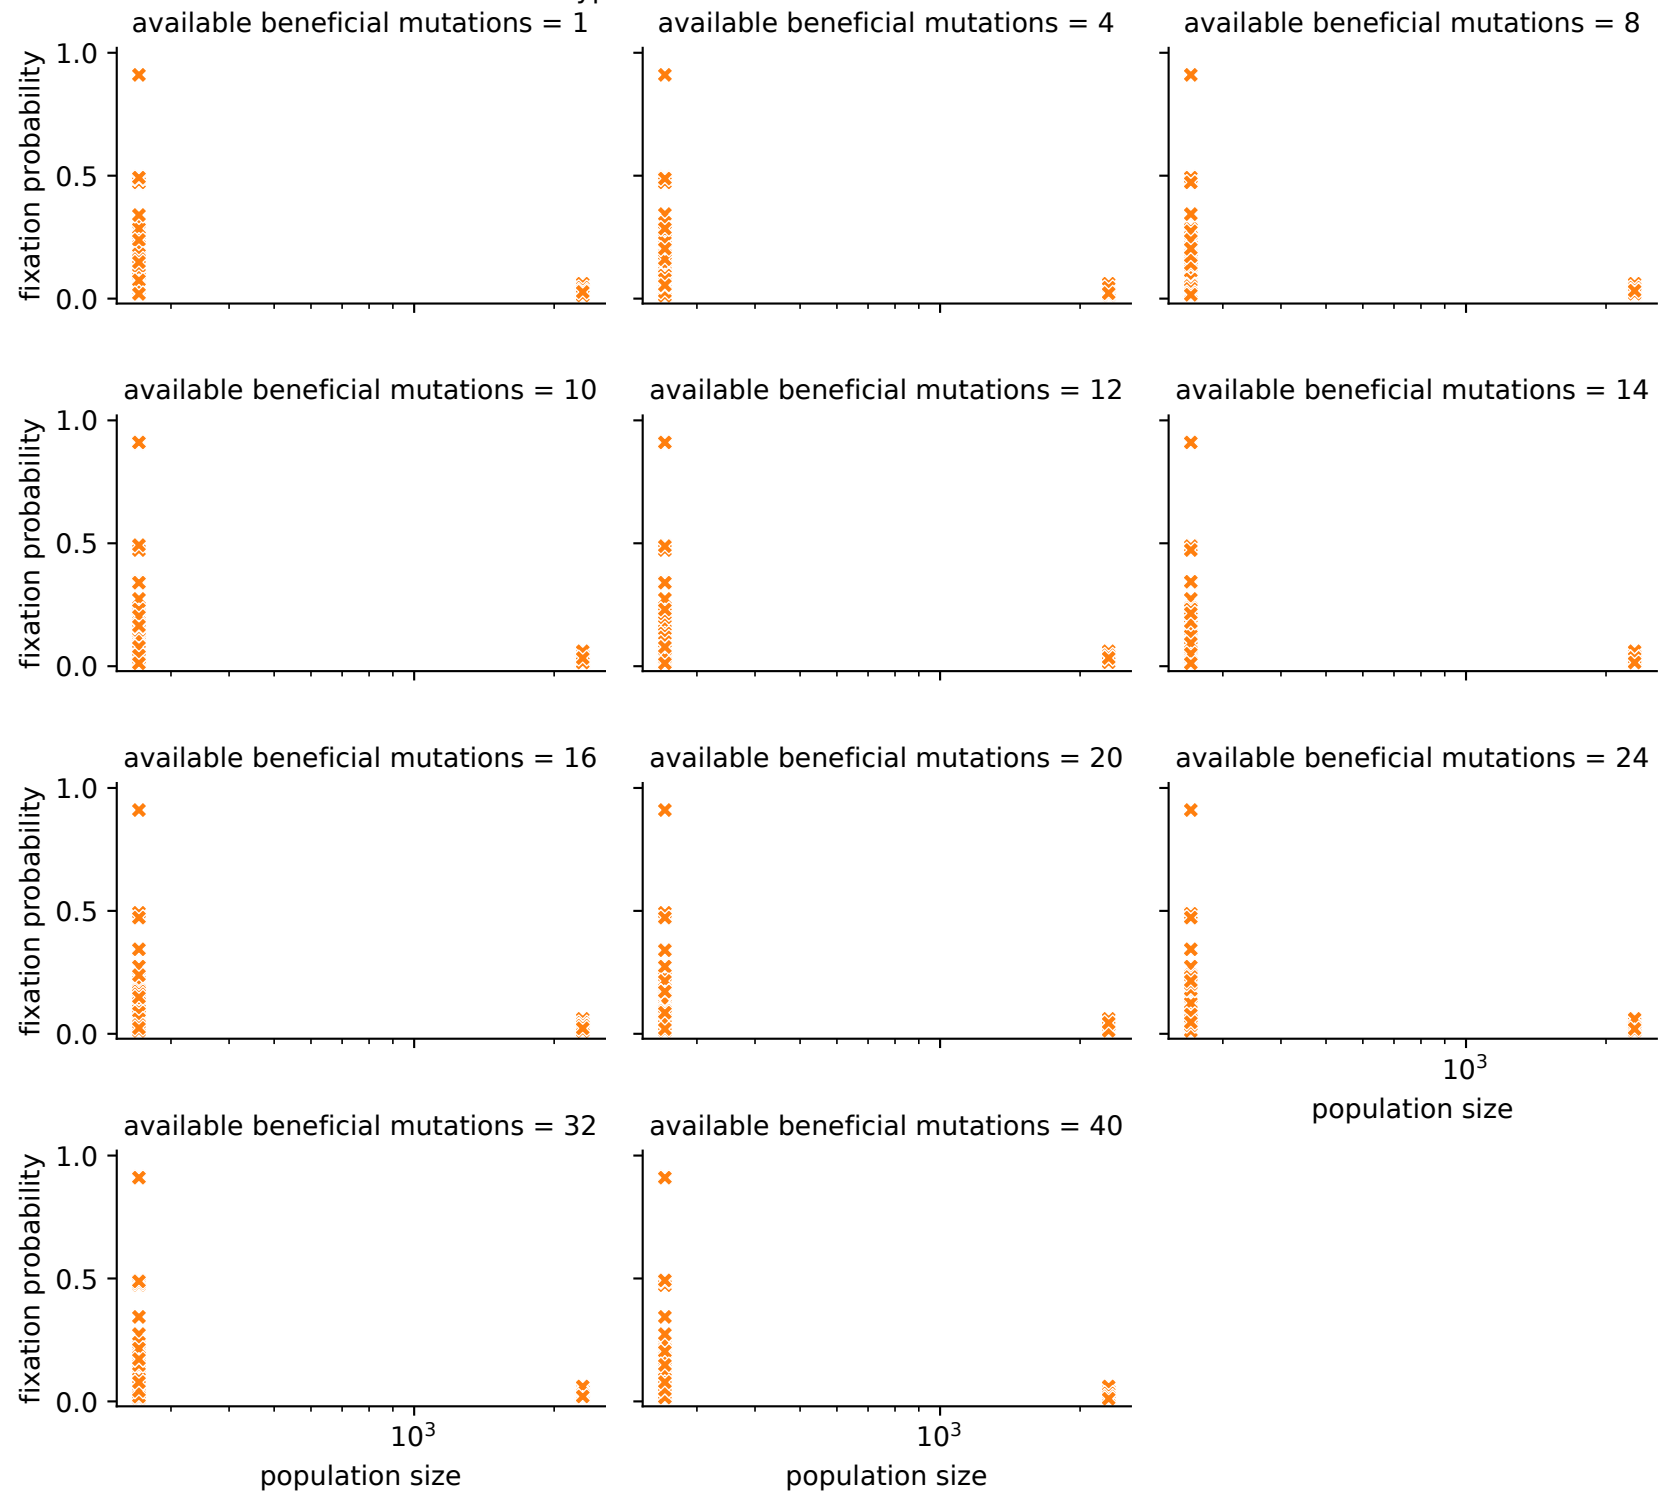 available beneficial mutations = 1
available beneficial mutations = 4
available beneficial mutations = 8
fixation probability
1.0
0.5
0.0
available beneficial mutations = 10
available beneficial mutations = 12
available beneficial mutations = 14
fixation probability
1.0
0.5
0.0
available beneficial mutations = 16
available beneficial mutations = 20
available beneficial mutations = 24
fixation probability
1.0
0.5
0.0
10³
population size
available beneficial mutations = 32
available beneficial mutations = 40
fixation probability
1.0
0.5
0.0
10³
10³
population size
population size